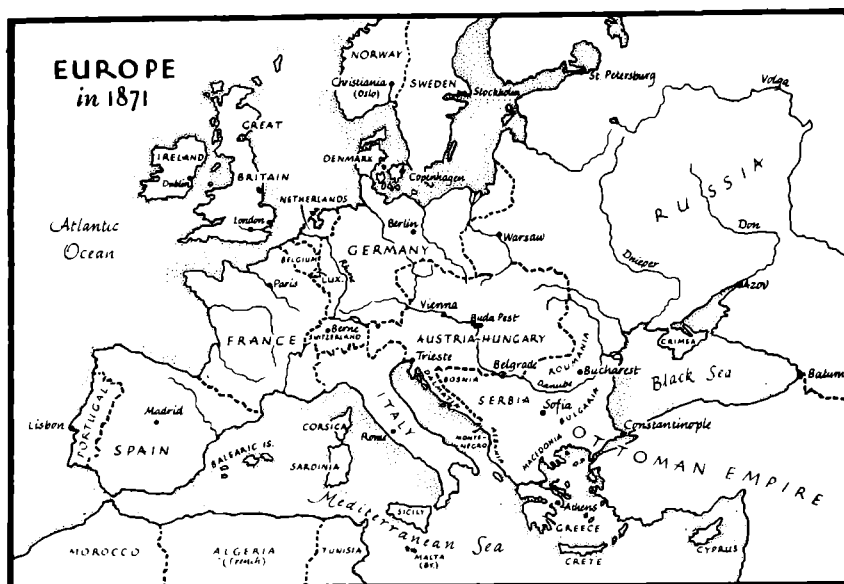 EUROPE
in 1871
NORWAY
Christiania
(Oslo)
SWEDEN
Stockholm
St. Petersburg
Volga
GREAT
BRITAIN
IRELAND
Dublin
London
DENMARK
Copenhagen
NETHERLANDS
Berlin
GERMANY
Warsaw
RUSSIA
Don
Dnieper
AZOV
Atlantic
Ocean
BELGIUM
LUX.
Rhine
Paris
FRANCE
Berne
SWITZERLAND
Vienna
Buda Pest
AUSTRIA-HUNGARY
Trieste
DALMATIA
BOSNIA
Belgrade
ROUMANIA
Danube
Bucharest
CRIMEA
Black Sea
Batum
SERBIA
Sofia
BULGARIA
MONTE-
NEGRO
ALBANIA
MACEDONIA
Constantinople
OTTOMAN EMPIRE
ITALY
Rome
CORSICA
SARDINIA
SICILY
Lisbon
PORTUGAL
Madrid
SPAIN
BALEARIC IS.
Mediterranean Sea
MALTA
(BR.)
Athens
GREECE
CRETE
CYPRUS
MOROCCO
ALGERIA
(French)
TUNISIA